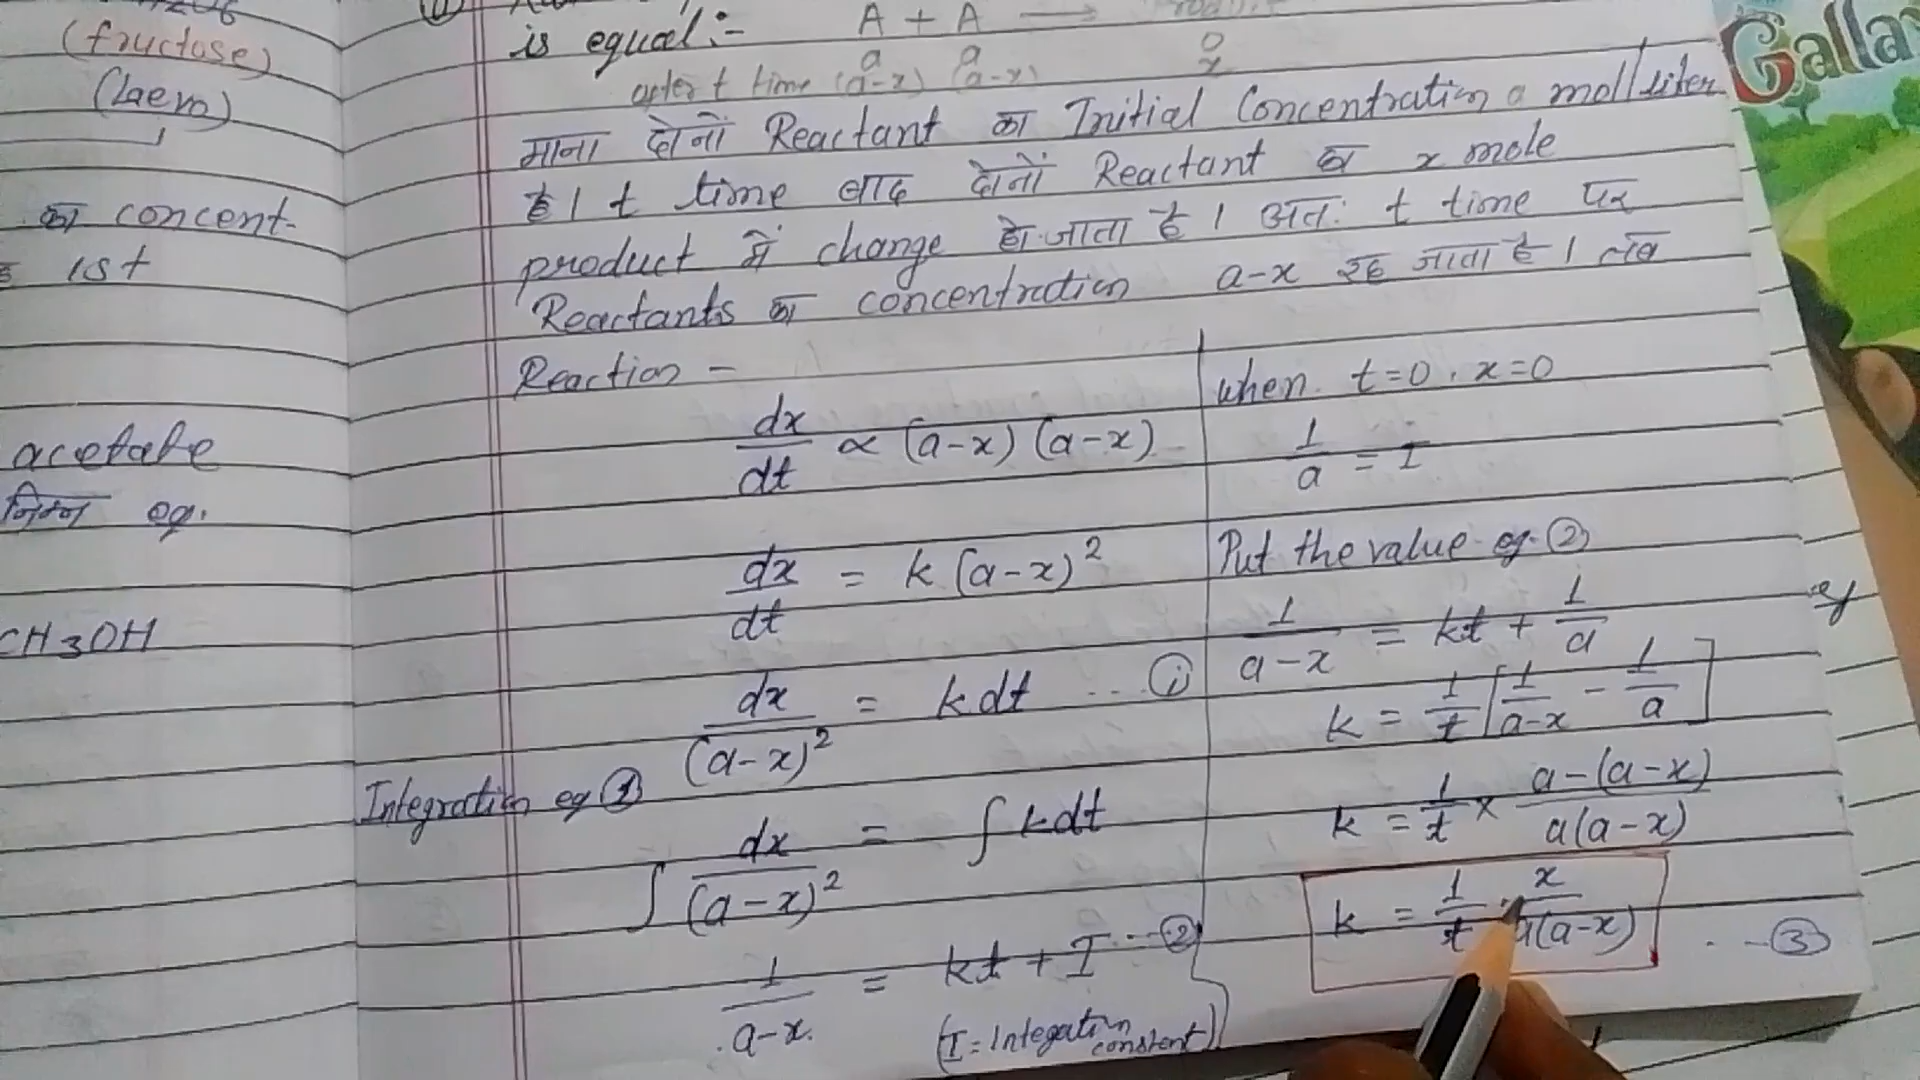 (fructose)
(Laevo)
का concent-
1st
acetate
निम्न eq.
CH3OH
is equal:- A + A →
a a 0
after t time (a-x) (a-x) x
माना दोनों Reactant का Initial Concentration a mol/liter
है। t time बाद दोनों Reactant का x mole
product में change हो जाता है। अतः t time पर
Reactants का concentration a-x रह जाता है। तब
Reaction -
dx/dt ∝ (a-x) (a-x)
dx/dt = k (a-x)²
dx/(a-x)² = kdt ... (i)
Integration eq (1)
∫ dx/(a-x)² = ∫ kdt
1/(a-x) = kt + I ... (2)
(I = Integation constent)
when t=0, x=0
1/a = I
Put the value eq (2)
1/(a-x) = kt + 1/a
k = 1/t [1/(a-x) - 1/a]
k = 1/t × (a-(a-x))/(a(a-x))
k = 1/t · x/(a(a-x)) ... (3)
eq
Galla